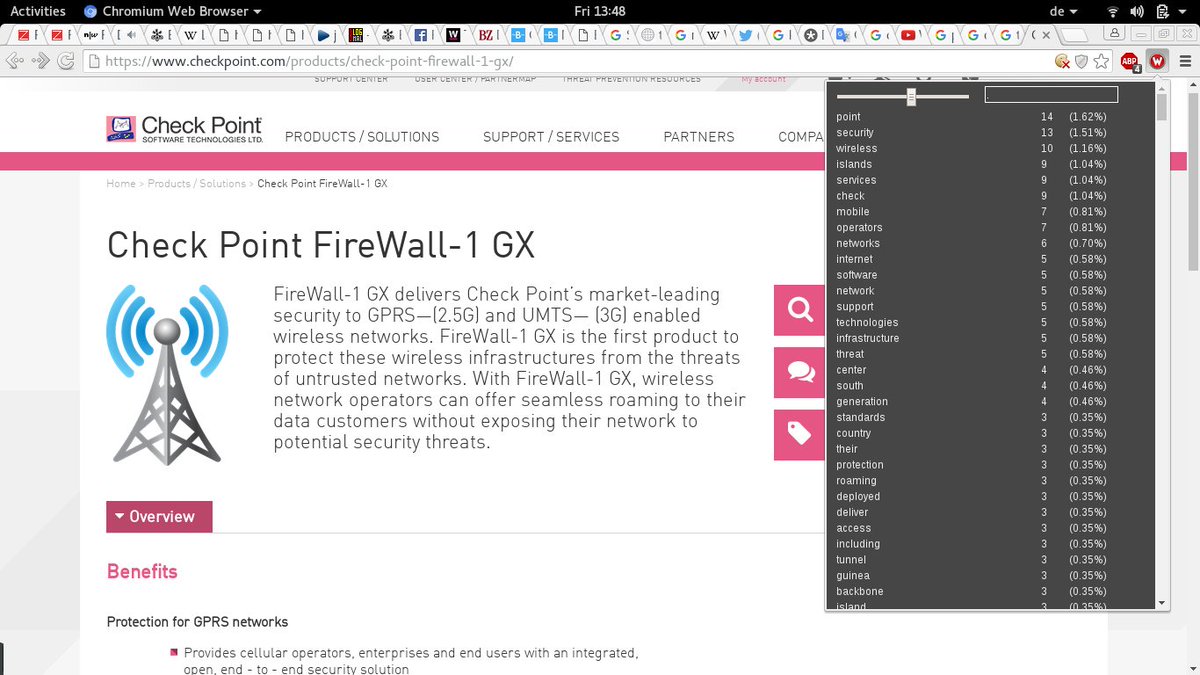 Activities Chromium Web Browser Fri 13:48 de
https://www.checkpoint.com/products/check-point-firewall-1-gx/
ABP 4
SUPPORT CENTER USER CENTER / PARTNERMAP THREAT PREVENTION RESOURCES My account
Check Point
SOFTWARE TECHNOLOGIES LTD.
PRODUCTS / SOLUTIONS SUPPORT / SERVICES PARTNERS COMPA
Home > Products / Solutions > Check Point FireWall-1 GX
Check Point FireWall-1 GX
FireWall-1 GX delivers Check Point's market-leading
security to GPRS—(2.5G) and UMTS— (3G) enabled
wireless networks. FireWall-1 GX is the first product to
protect these wireless infrastructures from the threats
of untrusted networks. With FireWall-1 GX, wireless
network operators can offer seamless roaming to their
data customers without exposing their network to
potential security threats.
Overview
Benefits
Protection for GPRS networks
Provides cellular operators, enterprises and end users with an integrated,
open, end - to - end security solution
point 14 (1.62%)
security 13 (1.51%)
wireless 10 (1.16%)
islands 9 (1.04%)
services 9 (1.04%)
check 9 (1.04%)
mobile 7 (0.81%)
operators 7 (0.81%)
networks 6 (0.70%)
internet 5 (0.58%)
software 5 (0.58%)
network 5 (0.58%)
support 5 (0.58%)
technologies 5 (0.58%)
infrastructure 5 (0.58%)
threat 5 (0.58%)
center 4 (0.46%)
south 4 (0.46%)
generation 4 (0.46%)
standards 3 (0.35%)
country 3 (0.35%)
their 3 (0.35%)
protection 3 (0.35%)
roaming 3 (0.35%)
deployed 3 (0.35%)
deliver 3 (0.35%)
access 3 (0.35%)
including 3 (0.35%)
tunnel 3 (0.35%)
guinea 3 (0.35%)
backbone 3 (0.35%)
island 3 (0.35%)